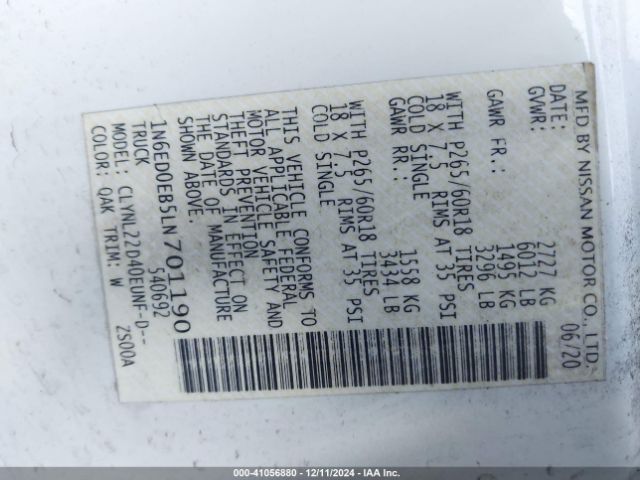 MFD BY NISSAN MOTOR CO., LTD.
DATE: 06/20
GVWR: 2727 KG
6012 LB
GAWR FR: 1495 KG
3296 LB
WITH P265/60R18 TIRES
18 X 7.5 RIMS AT 35 PSI
COLD SINGLE
GAWR RR: 1558 KG
3434 LB
WITH P265/60R18 TIRES
18 X 7.5 RIMS AT 35 PSI
COLD SINGLE
THIS VEHICLE CONFORMS TO
ALL APPLICABLE FEDERAL
MOTOR VEHICLE SAFETY AND
THEFT PREVENTION
STANDARDS IN EFFECT ON
THE DATE OF MANUFACTURE
SHOWN ABOVE.
1N6ED0EB5LN701190
TRUCK 540692
MODEL: CLYNL22D40EUNF-D--
COLOR: QAK TRIM: W 2S00A
000-41056880 - 12/11/2024 - IAA Inc.